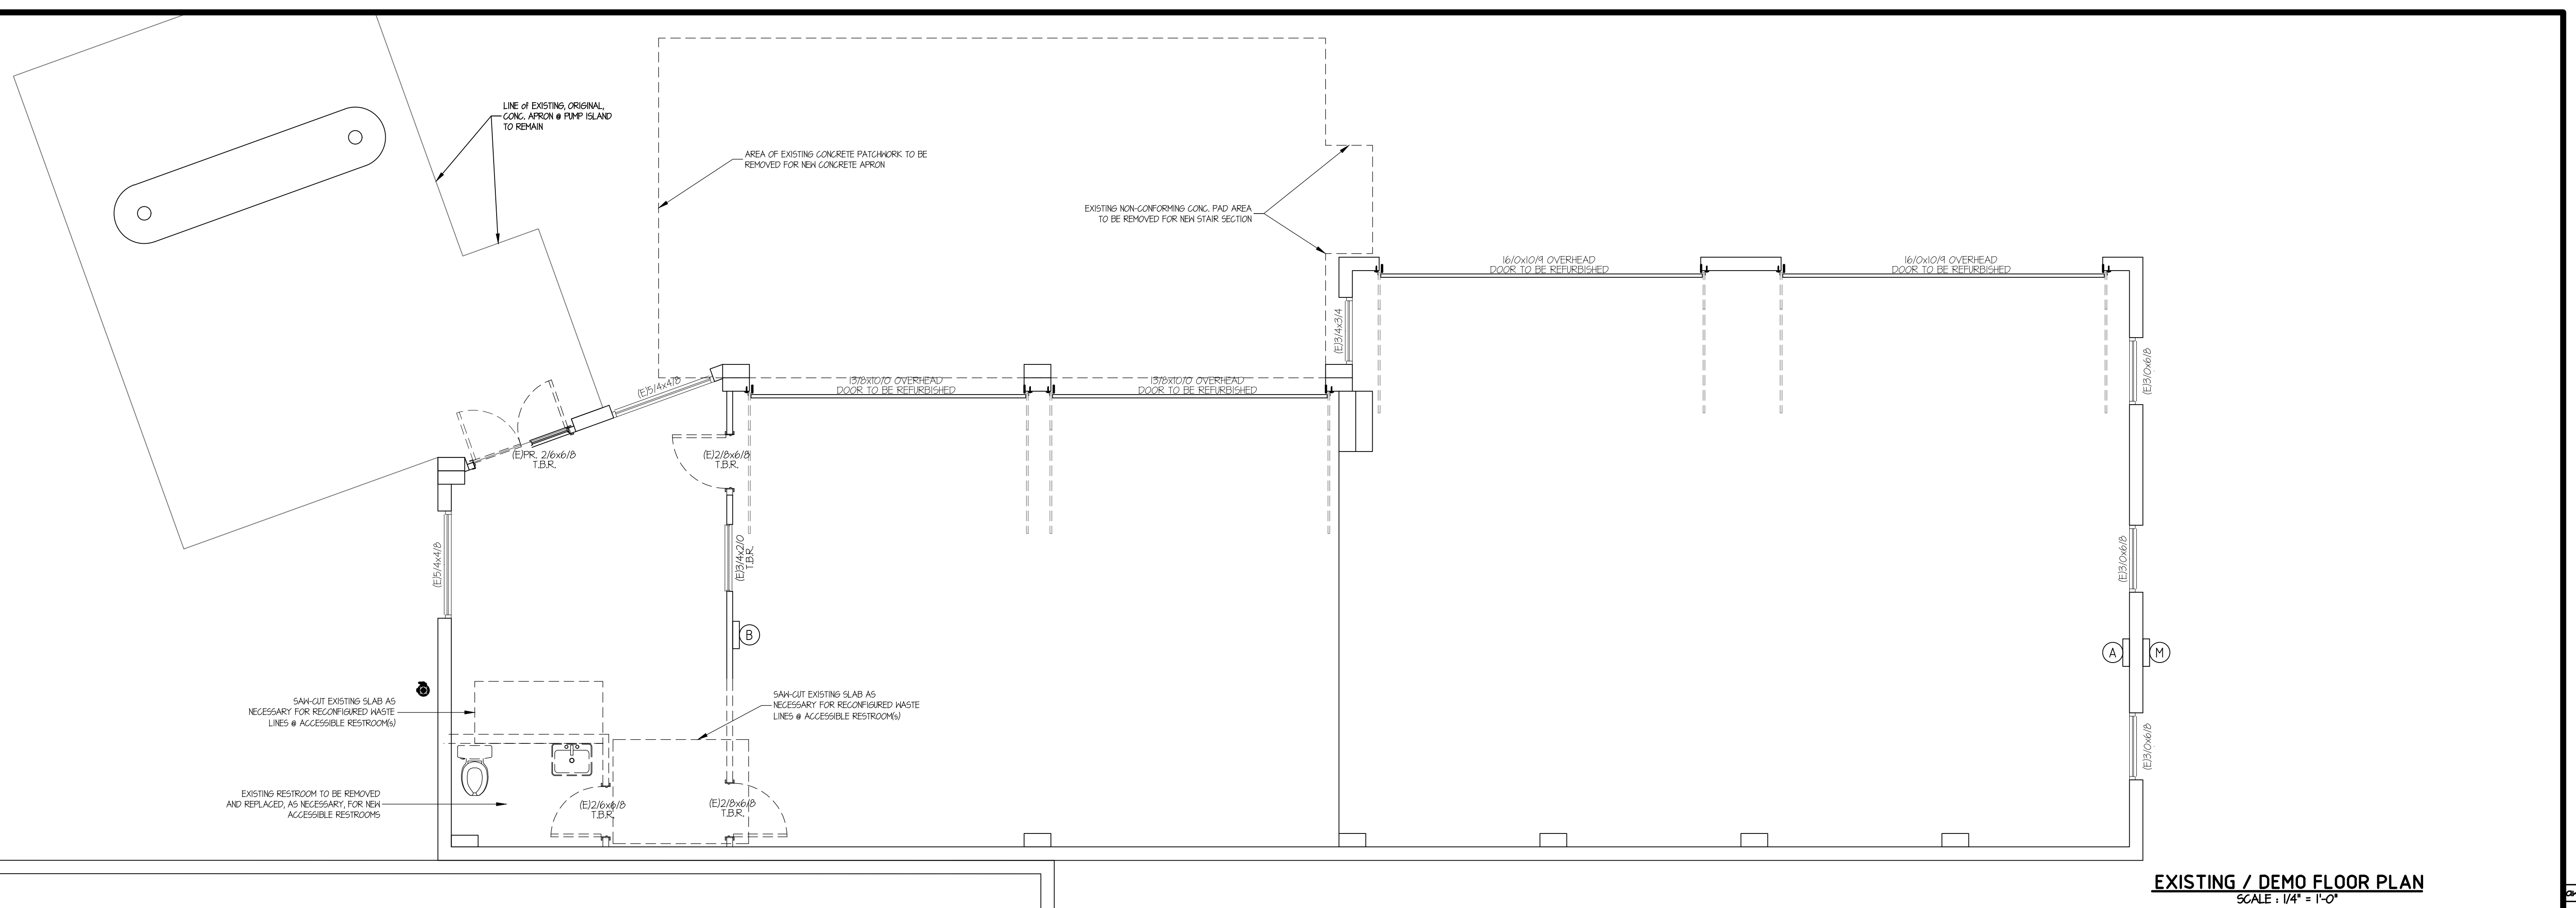 LINE of EXISTING, ORIGINAL,
CONC. APRON @ PUMP ISLAND
TO REMAIN
AREA OF EXISTING CONCRETE PATCHWORK TO BE
REMOVED FOR NEW CONCRETE APRON
EXISTING NON-CONFORMING CONC. PAD AREA
TO BE REMOVED FOR NEW STAIR SECTION
16/0x10/9 OVERHEAD
DOOR TO BE REFURBISHED
16/0x10/9 OVERHEAD
DOOR TO BE REFURBISHED
(E)3/4x3/4
(E)3/0x6/8
(E)5/4x4/8
13/8x10/0 OVERHEAD
DOOR TO BE REFURBISHED
13/8x10/0 OVERHEAD
DOOR TO BE REFURBISHED
(E)PR. 2/6x6/8
T.B.R.
(E)2/8x6/8
T.B.R.
(E)5/4x4/8
(E)3/4x2/0
T.B.R.
(E)3/0x6/8
B
A
M
SAW-CUT EXISTING SLAB AS
NECESSARY FOR RECONFIGURED WASTE
LINES @ ACCESSIBLE RESTROOM(s)
SAW-CUT EXISTING SLAB AS
NECESSARY FOR RECONFIGURED WASTE
LINES @ ACCESSIBLE RESTROOM(s)
(E)3/0x6/8
EXISTING RESTROOM TO BE REMOVED
AND REPLACED, AS NECESSARY, FOR NEW
ACCESSIBLE RESTROOMS
(E)2/6x6/8
T.B.R.
(E)2/8x6/8
T.B.R.
EXISTING / DEMO FLOOR PLAN
SCALE : 1/4" = 1'-0"